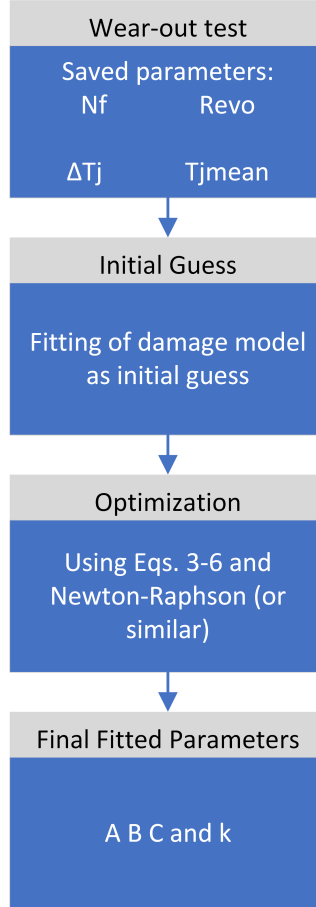 Wear-out test
Saved parameters:
Nf Revo
ΔTj Tjmean
Initial Guess
Fitting of damage model
as initial guess
Optimization
Using Eqs. 3-6 and
Newton-Raphson (or
similar)
Final Fitted Parameters
A B C and k